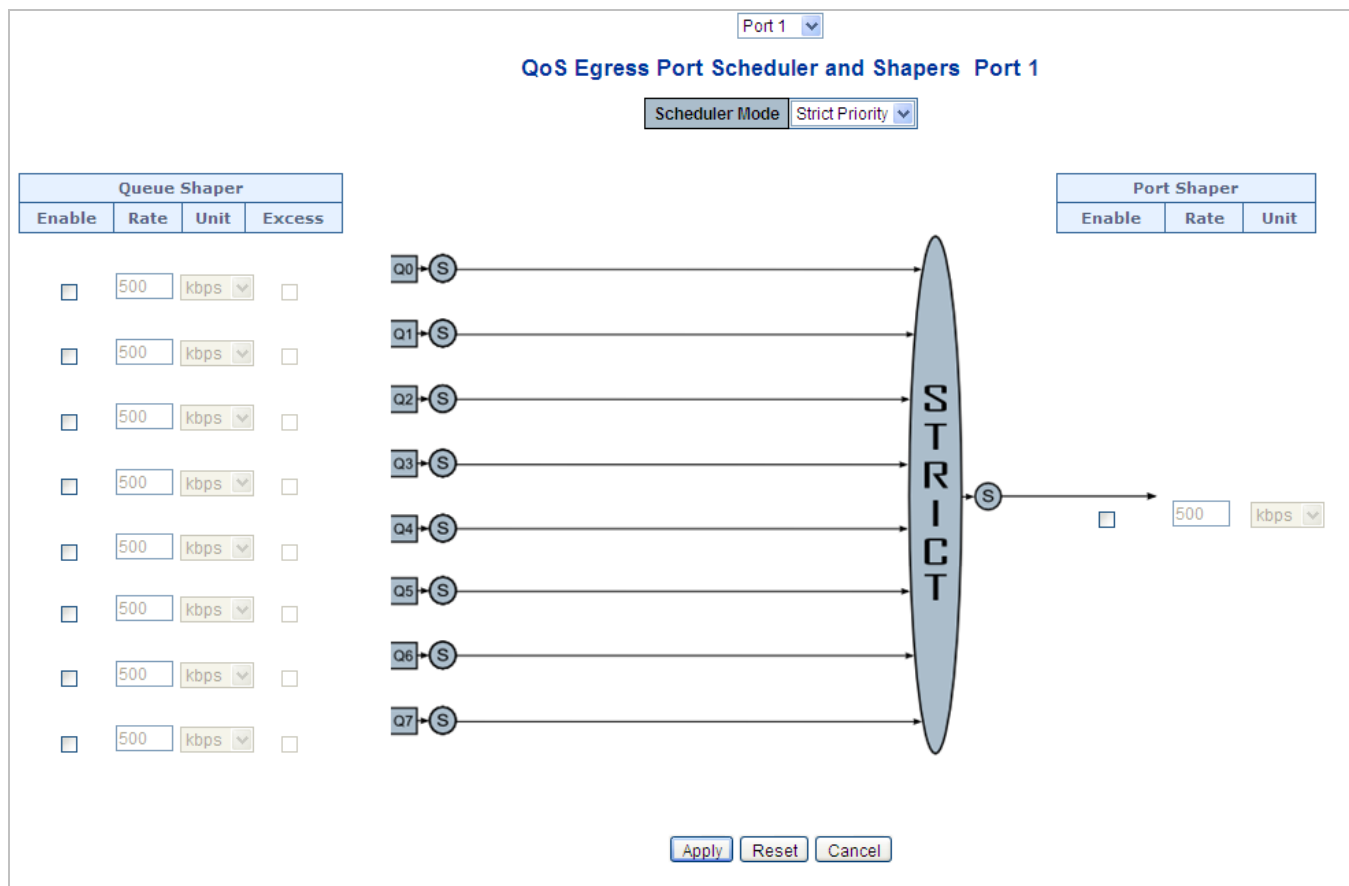 Port 1
QoS Egress Port Scheduler and Shapers Port 1
Scheduler Mode Strict Priority
Queue Shaper
Enable Rate Unit Excess
Port Shaper
Enable Rate Unit
500 kbps
Q0 S
500 kbps
Q1 S
500 kbps
Q2 S
500 kbps
Q3 S
500 kbps
Q4 S
500 kbps
Q5 S
500 kbps
Q6 S
500 kbps
Q7 S
STRICT
S
500 kbps
Apply Reset Cancel